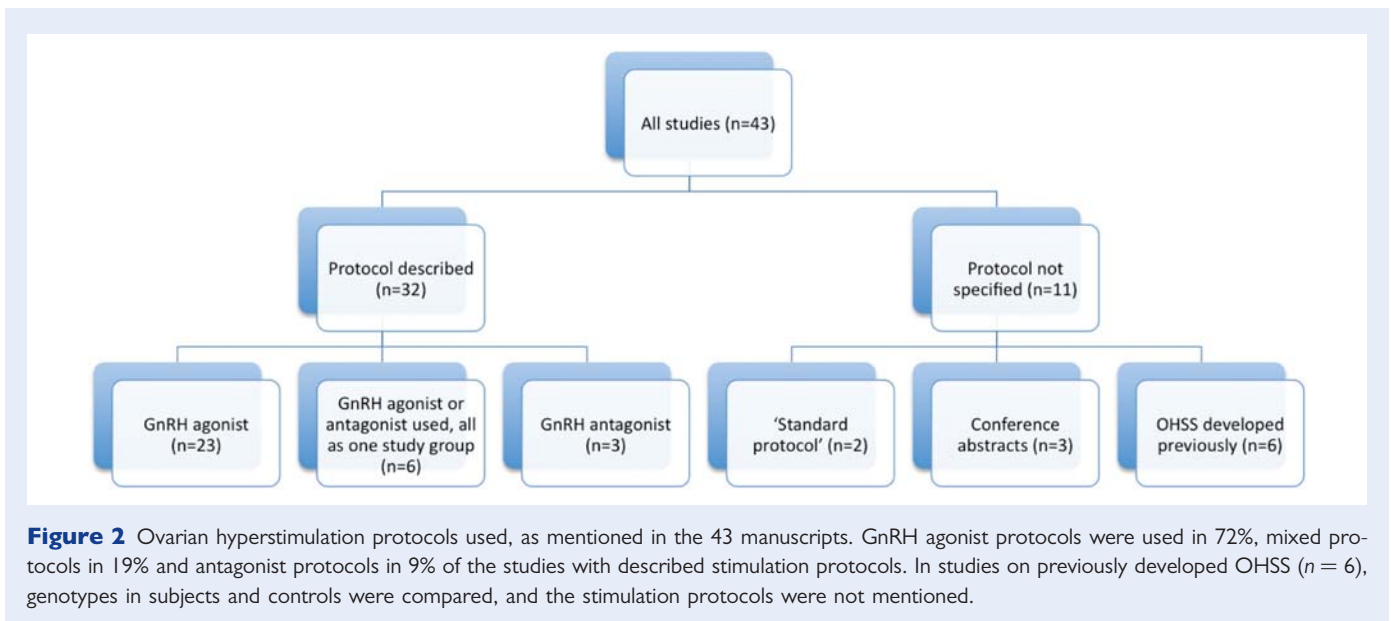 All studies (n=43)
Protocol described
(n=32)
Protocol not
specified (n=11)
GnRH agonist
(n=23)
GnRH agonist or
antagonist used, all
as one study group
(n=6)
GnRH antagonist
(n=3)
'Standard
protocol' (n=2)
Conference
abstracts (n=3)
OHSS developed
previously (n=6)
Figure 2 Ovarian hyperstimulation protocols used, as mentioned in the 43 manuscripts. GnRH agonist protocols were used in 72%, mixed pro-
tocols in 19% and antagonist protocols in 9% of the studies with described stimulation protocols. In studies on previously developed OHSS (n = 6),
genotypes in subjects and controls were compared, and the stimulation protocols were not mentioned.